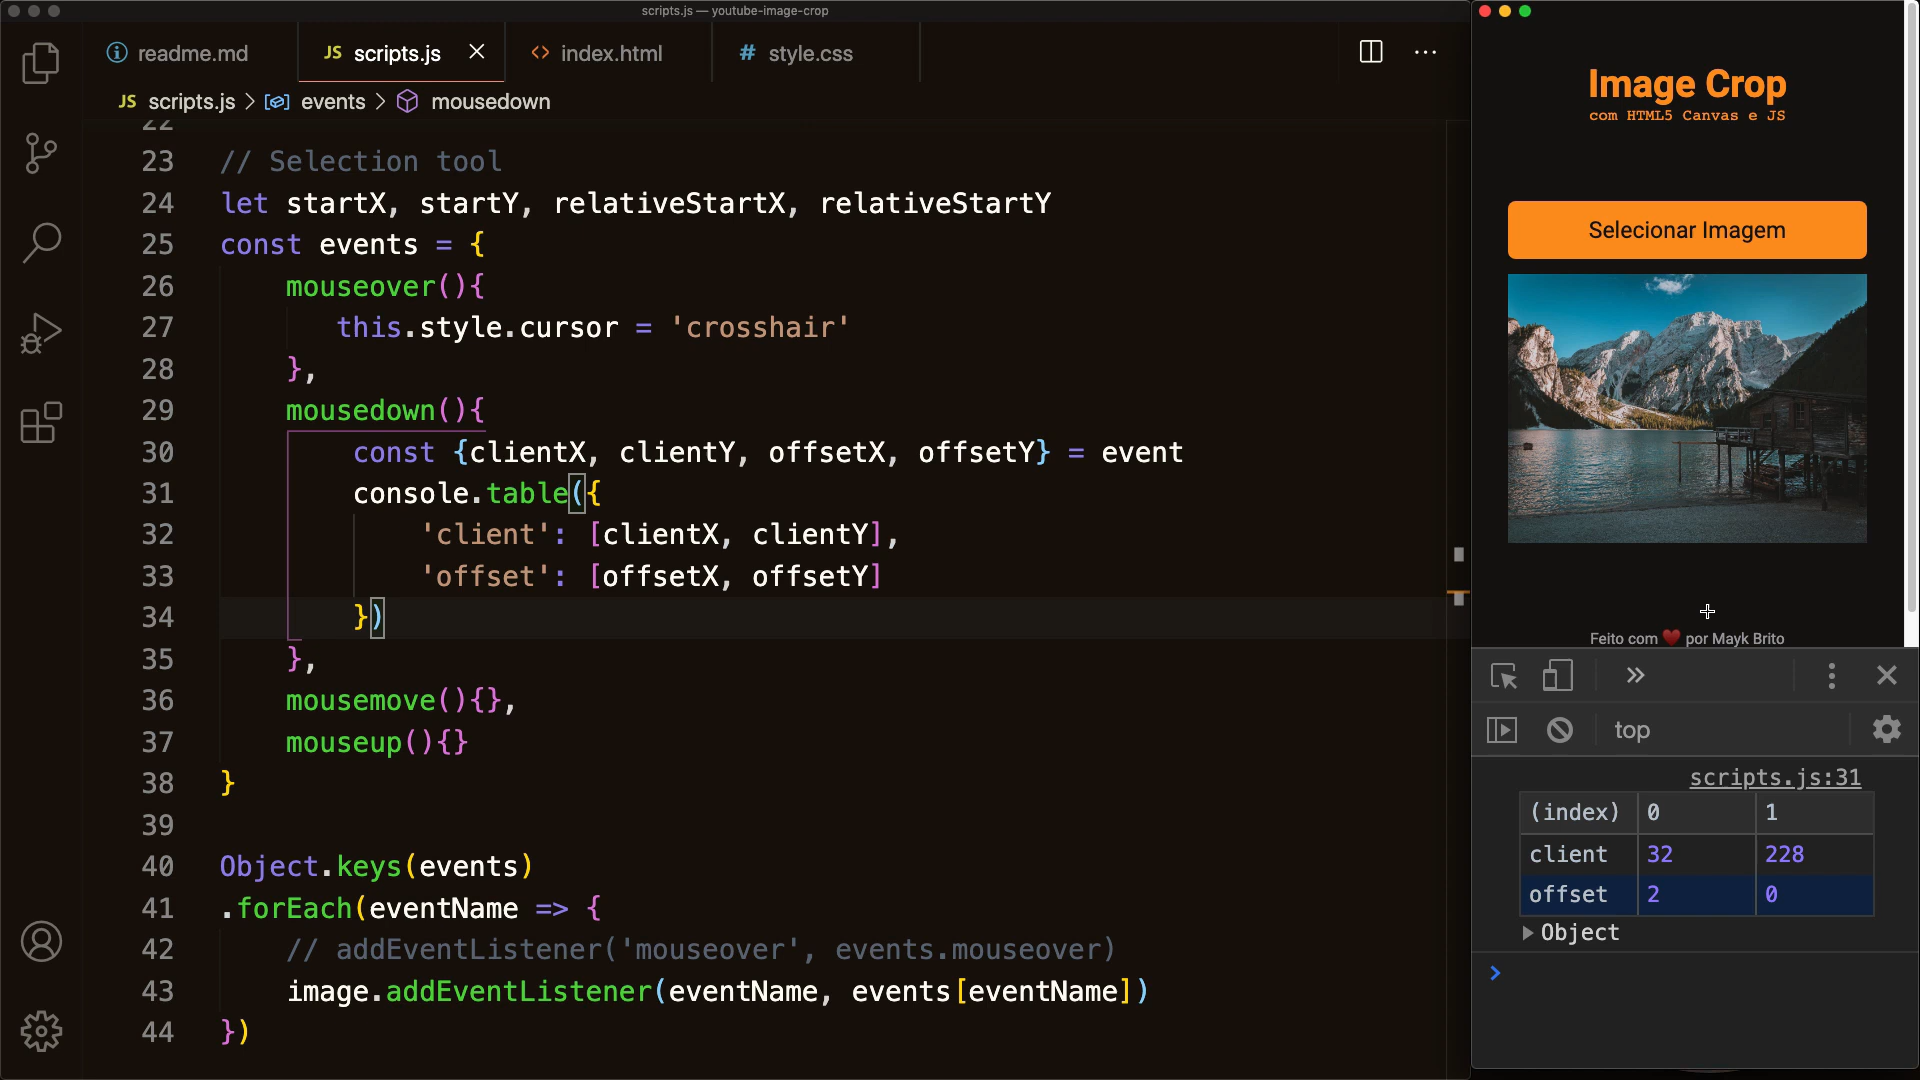 scripts.js — youtube-image-crop
readme.md
JS scripts.js
index.html
# style.css
JS scripts.js > events > mousedown
22
23 // Selection tool
24 let startX, startY, relativeStartX, relativeStartY
25 const events = {
26 mouseover(){
27 this.style.cursor = 'crosshair'
28 },
29 mousedown(){
30 const {clientX, clientY, offsetX, offsetY} = event
31 console.table({
32 'client': [clientX, clientY],
33 'offset': [offsetX, offsetY]
34 })
35 },
36 mousemove(){},
37 mouseup(){}
38 }
39
40 Object.keys(events)
41 .forEach(eventName => {
42 // addEventListener('mouseover', events.mouseover)
43 image.addEventListener(eventName, events[eventName])
44 })
Image Crop
com HTML5 Canvas e JS
Selecionar Imagem
Feito com ❤️ por Mayk Brito
top
scripts.js:31
(index) 0 1
client 32 228
offset 2 0
▶ Object